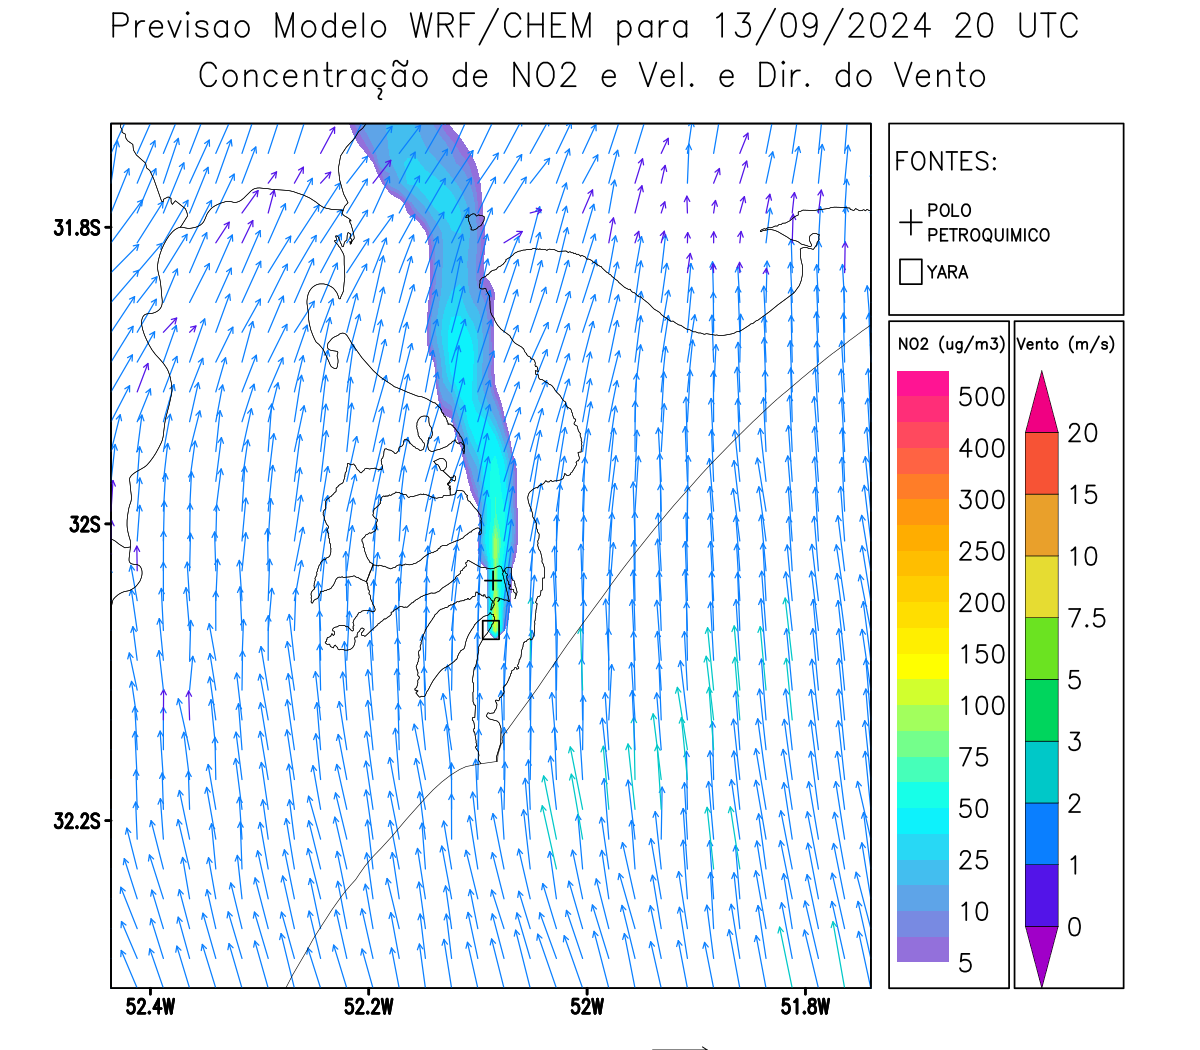 Previsao Modelo WRF/CHEM para 13/09/2024 20 UTC
Concentração de NO2 e Vel. e Dir. do Vento
FONTES:
POLO
PETROQUIMICO
YARA
31.8S
32S
32.2S
52.4W 52.2W 52W 51.8W
NO2 (ug/m3)
500
400
300
250
200
150
100
75
50
25
10
5
Vento (m/s)
20
15
10
7.5
5
3
2
1
0